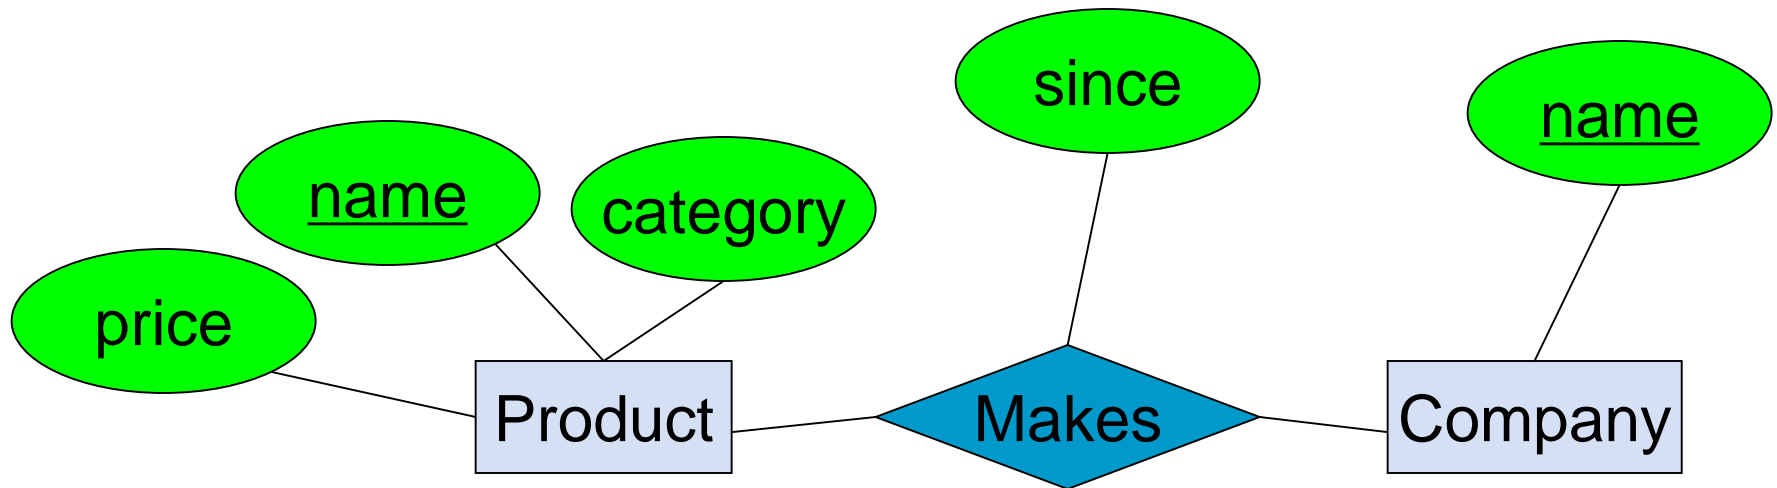 since
name
name
category
price
Product
Makes
Company